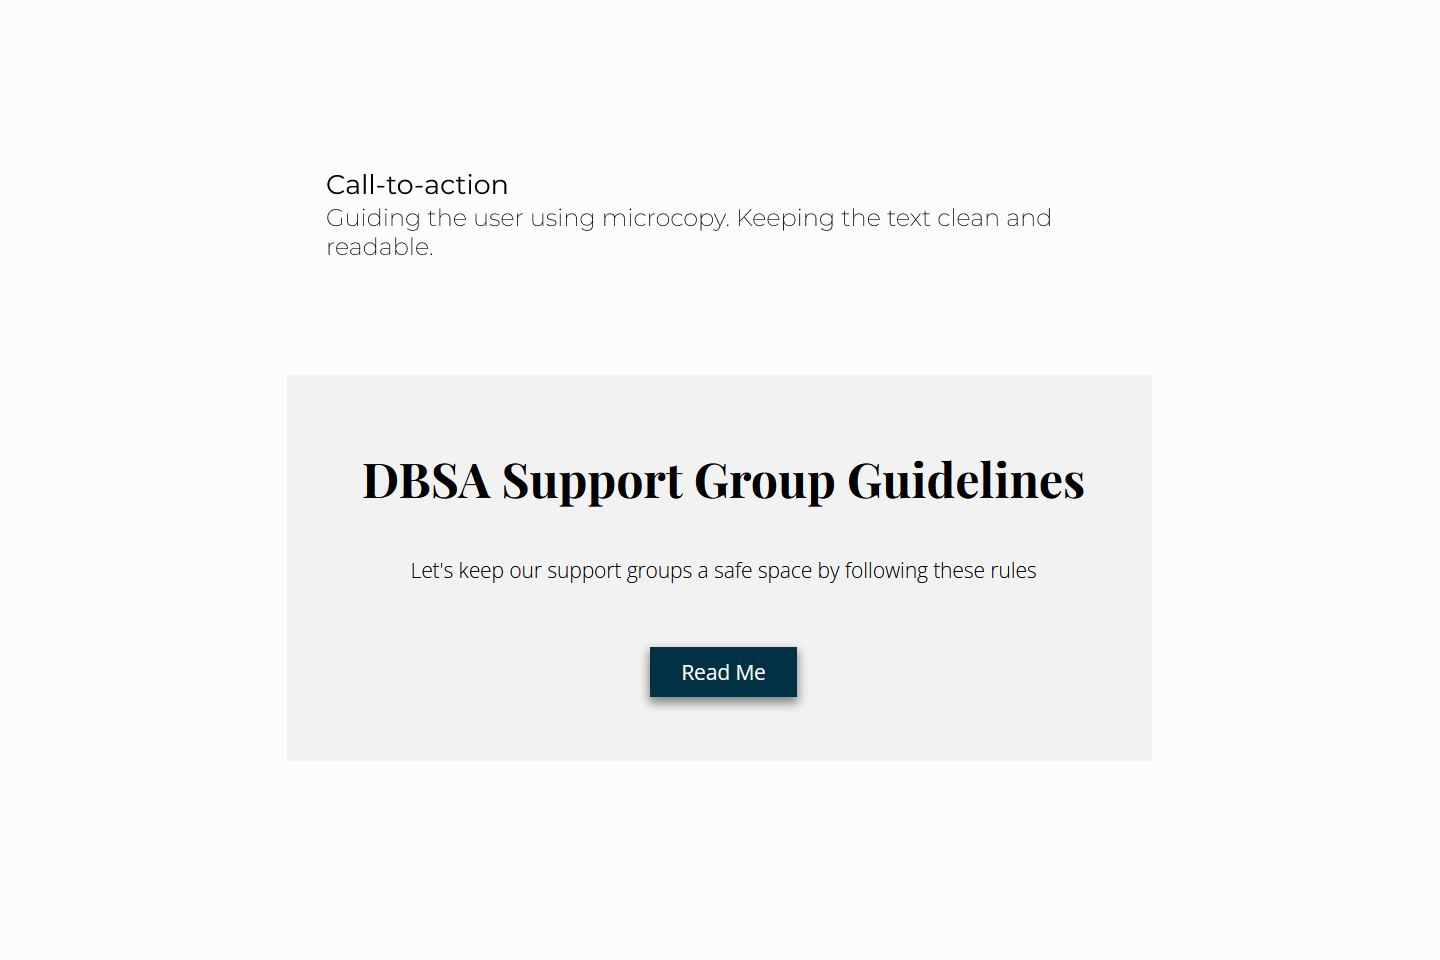 Call-to-action
Guiding the user using microcopy. Keeping the text clean and
readable.
DBSA Support Group Guidelines
Let's keep our support groups a safe space by following these rules
Read Me